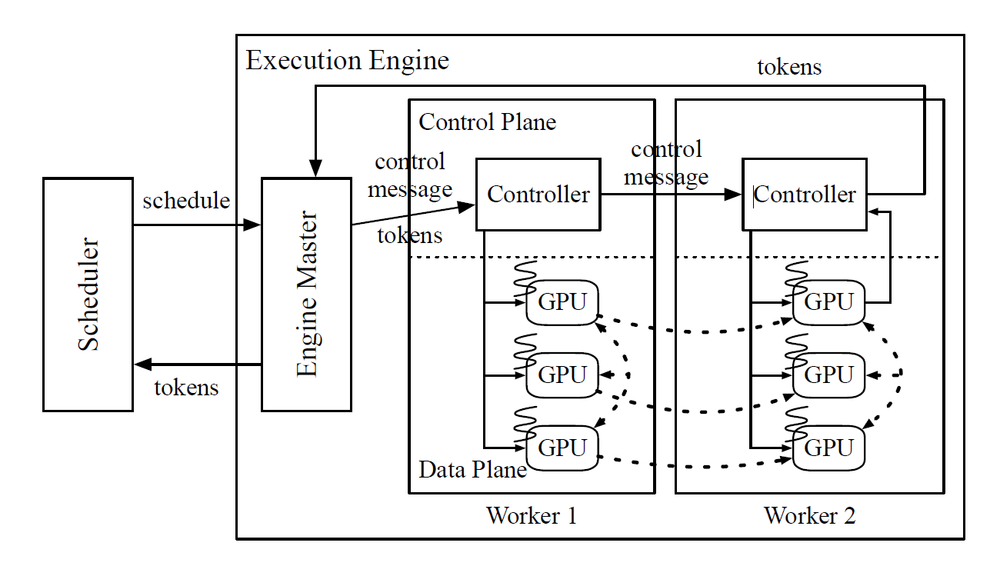 Execution Engine
tokens
Control Plane
control
message
control
message
Controller
Controller
schedule
tokens
Scheduler
Engine Master
tokens
GPU
GPU
GPU
GPU
GPU
GPU
Data Plane
Worker 1
Worker 2